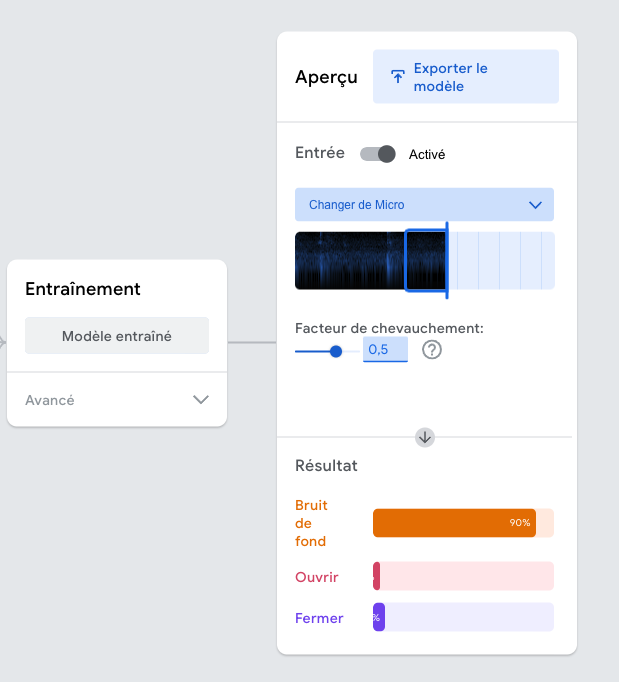 Entraînement
Modèle entraîné
Avancé
Aperçu
Exporter le
modèle
Entrée
Activé
Changer de Micro
Facteur de chevauchement:
0,5
?
Résultat
Bruit
de
fond
90%
Ouvrir
Fermer
%